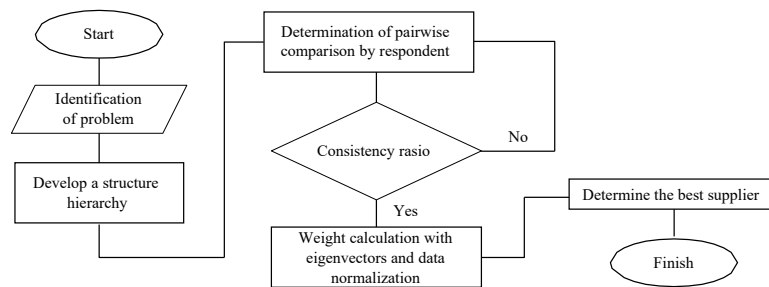 Start
Identification
of problem
Develop a structure
hierarchy
Determination of pairwise
comparison by respondent
Consistency rasio
No
Yes
Weight calculation with
eigenvectors and data
normalization
Determine the best supplier
Finish